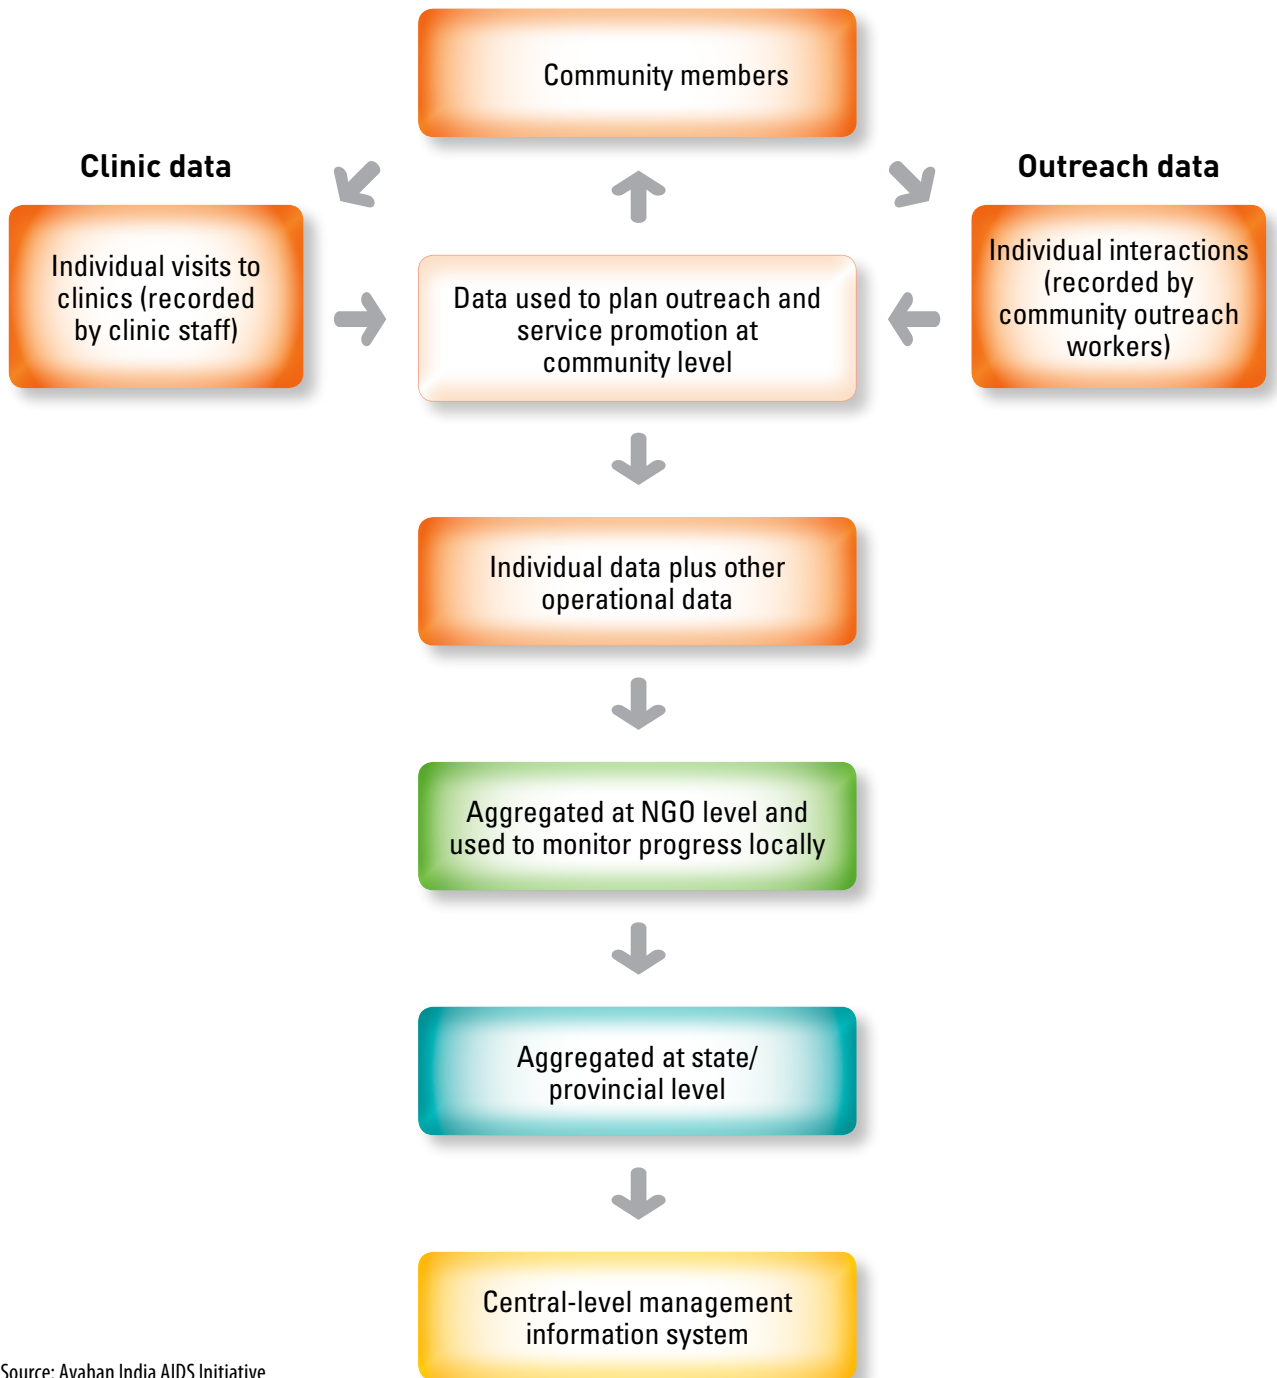 Community members
Clinic data
Outreach data
Individual visits to
clinics (recorded
by clinic staff)
Data used to plan outreach and
service promotion at
community level
Individual interactions
(recorded by
community outreach
workers)
Individual data plus other
operational data
Aggregated at NGO level and
used to monitor progress locally
Aggregated at state/
provincial level
Central-level management
information system
Source: Avahan India AIDS Initiative